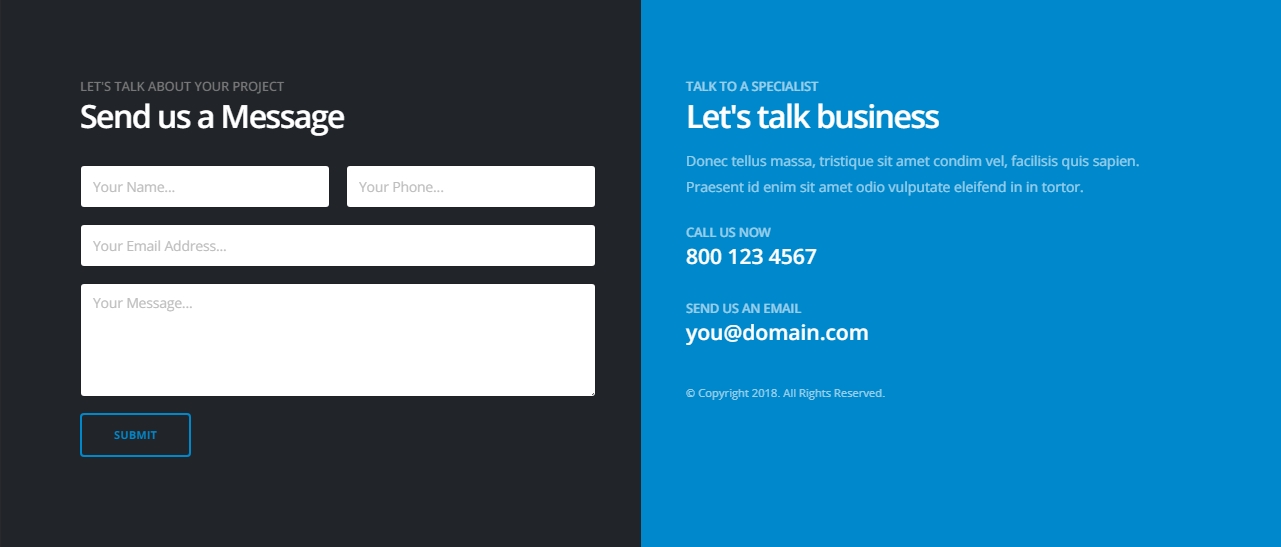 LET'S TALK ABOUT YOUR PROJECT
Send us a Message
Your Name...
Your Phone...
Your Email Address...
Your Message...
SUBMIT
TALK TO A SPECIALIST
Let's talk business
Donec tellus massa, tristique sit amet condim vel, facilisis quis sapien.
Praesent id enim sit amet odio vulputate eleifend in in tortor.
CALL US NOW
800 123 4567
SEND US AN EMAIL
you@domain.com
© Copyright 2018. All Rights Reserved.